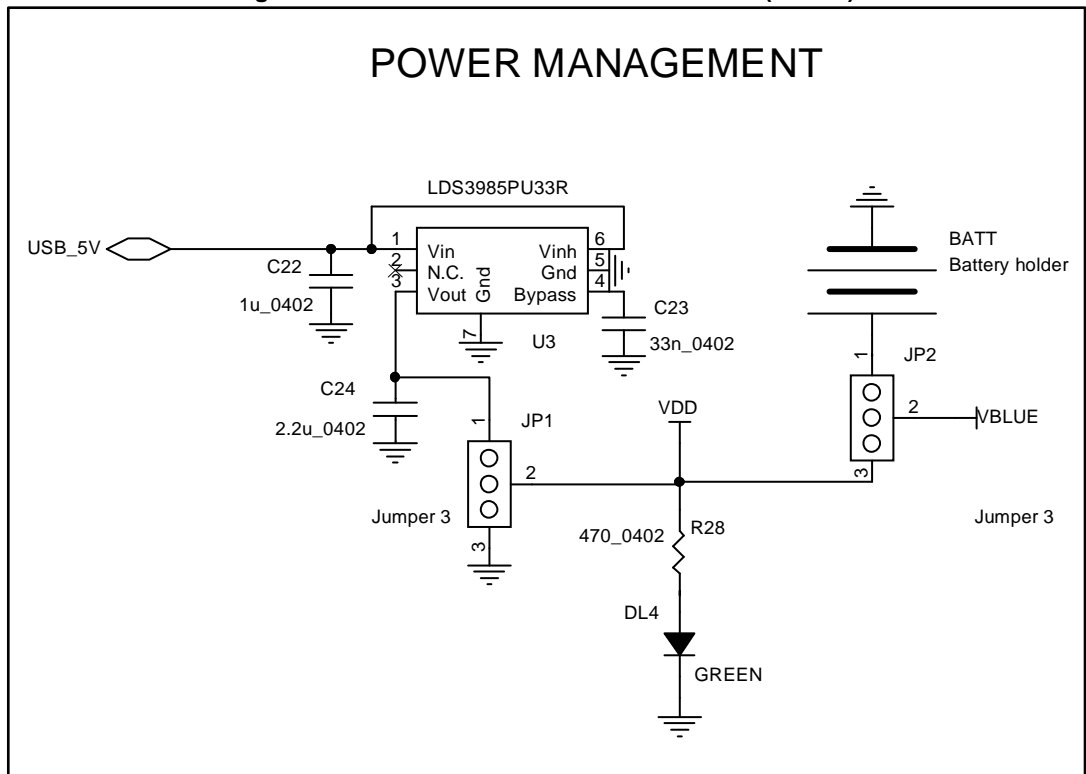 POWER MANAGEMENT
LDS3985PU33R
USB_5V
1
Vin
Vinh
6
2
N.C.
Gnd
5
3
Vout
Gnd
Bypass
4
7
U3
C22
1u_0402
C23
33n_0402
BATT
Battery holder
1
JP2
2
VBLUE
3
Jumper 3
C24
2.2u_0402
1
JP1
2
Jumper 3
3
VDD
470_0402
R28
DL4
GREEN